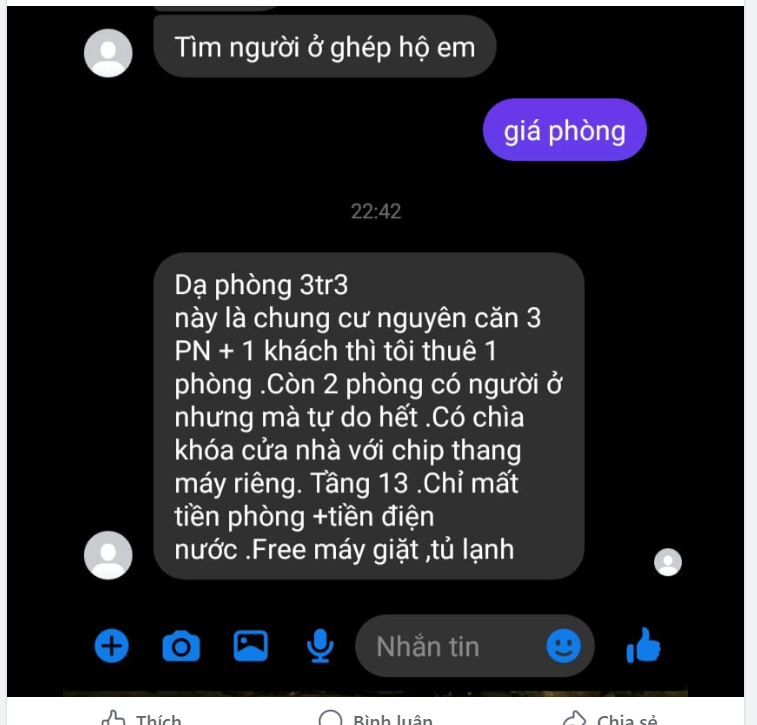 Tìm người ở ghép hộ em
giá phòng
22:42
Dạ phòng 3tr3
này là chung cư nguyên căn 3
PN + 1 khách thì tôi thuê 1
phòng .Còn 2 phòng có người ở
nhưng mà tự do hết .Có chìa
khóa cửa nhà với chip thang
máy riêng. Tầng 13 .Chỉ mất
tiền phòng +tiền điện
nước .Free máy giặt ,tủ lạnh
Nhắn tin
Thích Bình luận Chia sẻ